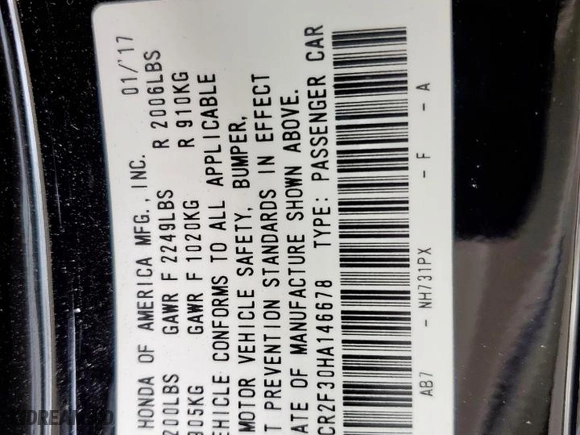 HONDA OF AMERICA MFG., INC. 01/'17
200LBS GAWR F 2249LBS R 2006LBS
905KG GAWR F 1020KG R 910KG
EHICLE CONFORMS TO ALL APPLICABLE
MOTOR VEHICLE SAFETY, BUMPER,
T PREVENTION STANDARDS IN EFFECT
ATE OF MANUFACTURE SHOWN ABOVE.
CR2F30HA146678 TYPE: PASSENGER CAR
AB7 - NH731PX - F - A